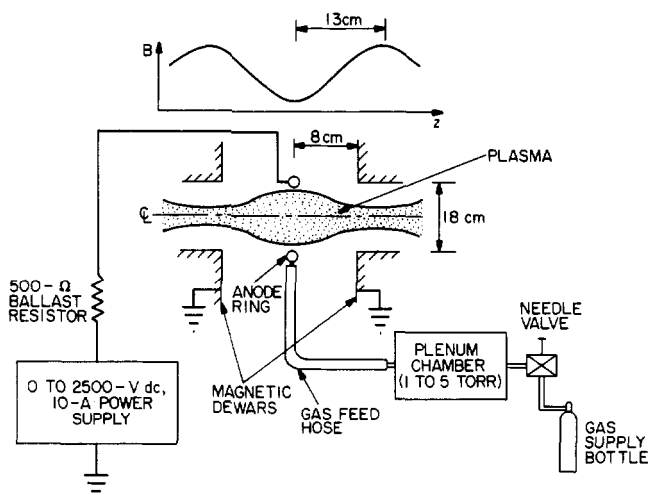 13cm
B
z
8cm
PLASMA
℄
18 cm
500-Ω
BALLAST
RESISTOR
ANODE
RING
NEEDLE
VALVE
0 TO 2500-V dc,
10-A POWER
SUPPLY
MAGNETIC
DEWARS
GAS FEED
HOSE
PLENUM
CHAMBER
(1 TO 5 TORR)
GAS
SUPPLY
BOTTLE